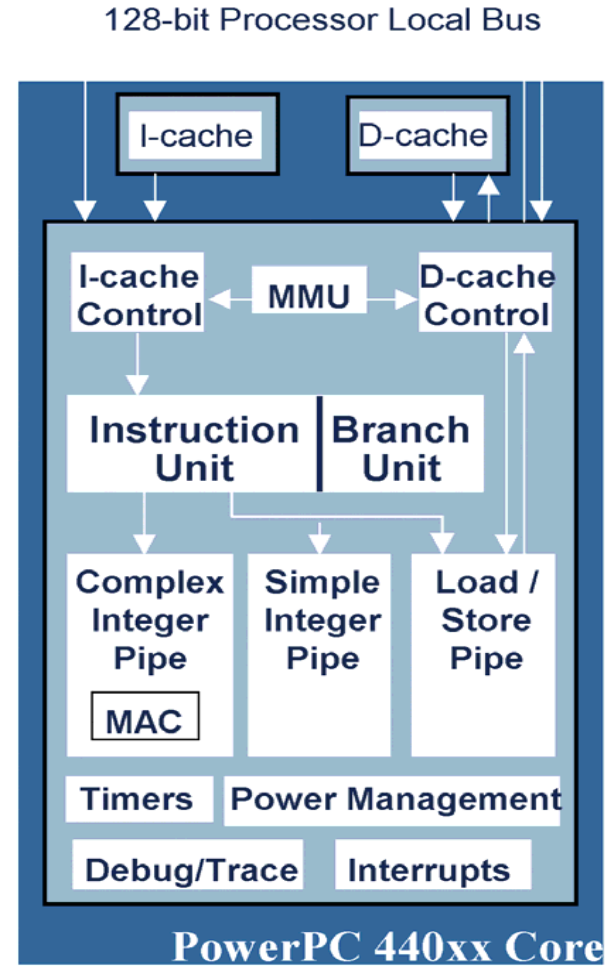 128-bit Processor Local Bus
I-cache
D-cache
I-cache
Control
MMU
D-cache
Control
Instruction
Unit
Branch
Unit
Complex
Integer
Pipe
MAC
Simple
Integer
Pipe
Load /
Store
Pipe
Timers
Power Management
Debug/Trace
Interrupts
PowerPC 440xx Core